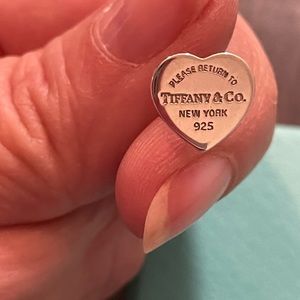 PLEASE RETURN TO
TIFFANY & CO.
NEW YORK
925